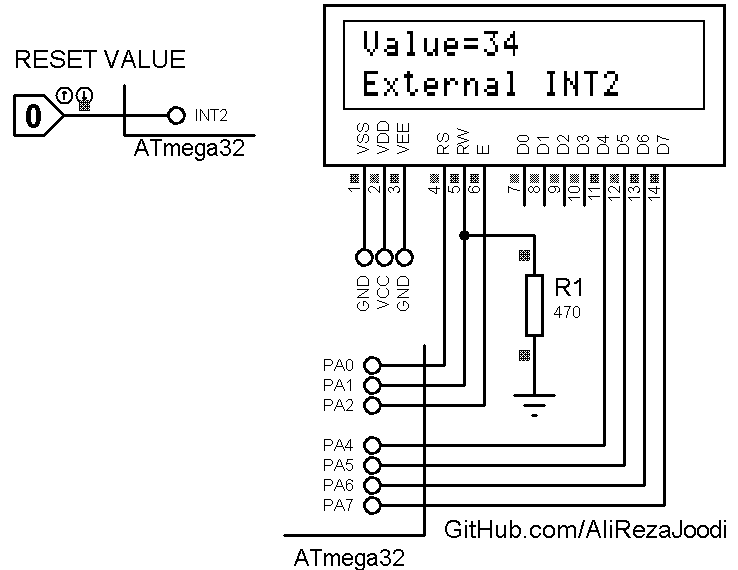 Value=34
External INT2
RESET VALUE
0
INT2
ATmega32
VSS VDD VEE RS RW E D0 D1 D2 D3 D4 D5 D6 D7
1 2 3 4 5 6 7 8 9 10 11 12 13 14
GND VCC GND
R1
470
PA0
PA1
PA2
PA4
PA5
PA6
PA7
GitHub.com/AliRezaJoodi
ATmega32